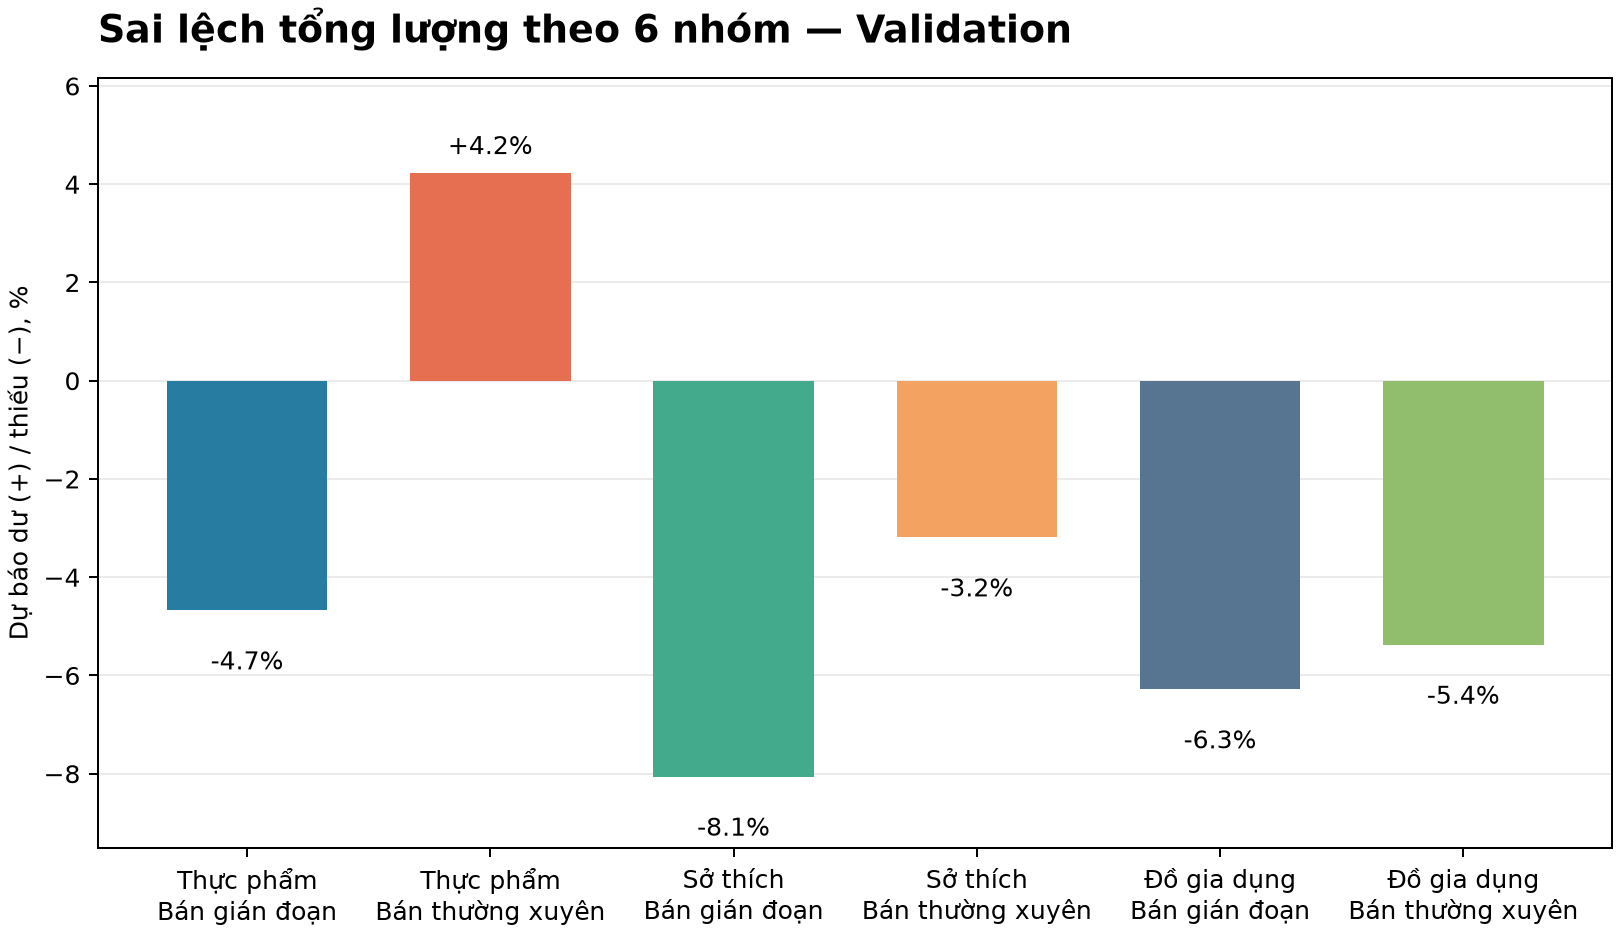 Sai lệch tổng lượng theo 6 nhóm — Validation
Dự báo dư (+) / thiếu (−), %
6
4
2
0
−2
−4
−6
−8
-4.7%
+4.2%
-8.1%
-3.2%
-6.3%
-5.4%
Thực phẩm
Bán gián đoạn
Thực phẩm
Bán thường xuyên
Sở thích
Bán gián đoạn
Sở thích
Bán thường xuyên
Đồ gia dụng
Bán gián đoạn
Đồ gia dụng
Bán thường xuyên